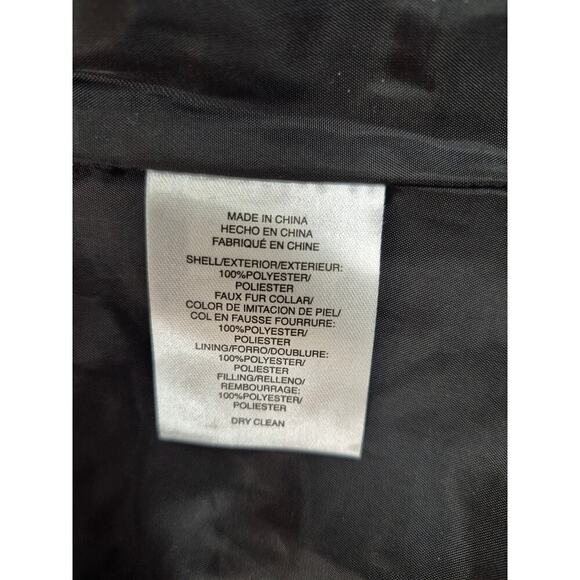 MADE IN CHINA
HECHO EN CHINA
FABRIQUÉ EN CHINE
SHELL/EXTERIOR/EXTERIEUR:
100%POLYESTER/
POLIESTER
FAUX FUR COLLAR/
COLOR DE IMITACION DE PIEL/
COL EN FAUSSE FOURRURE:
100%POLYESTER/
POLIESTER
LINING/FORRO/DOUBLURE:
100%POLYESTER/
POLIESTER
FILLING/RELLENO/
REMBOURRAGE:
100%POLYESTER/
POLIESTER
DRY CLEAN